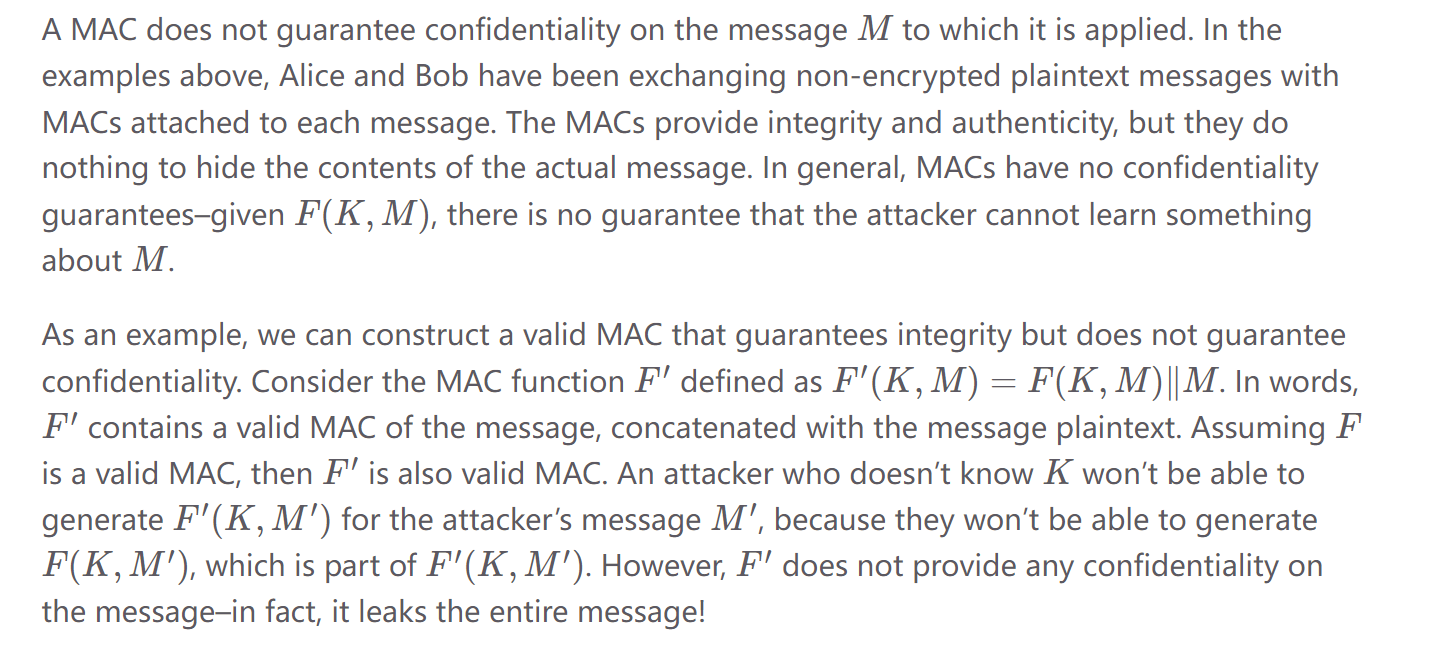 A MAC does not guarantee confidentiality on the message M to which it is applied. In the
examples above, Alice and Bob have been exchanging non-encrypted plaintext messages with
MACs attached to each message. The MACs provide integrity and authenticity, but they do
nothing to hide the contents of the actual message. In general, MACs have no confidentiality
guarantees–given F(K, M), there is no guarantee that the attacker cannot learn something
about M.
As an example, we can construct a valid MAC that guarantees integrity but does not guarantee
confidentiality. Consider the MAC function F′ defined as F′(K, M) = F(K, M)‖M. In words,
F′ contains a valid MAC of the message, concatenated with the message plaintext. Assuming F
is a valid MAC, then F′ is also valid MAC. An attacker who doesn’t know K won’t be able to
generate F′(K, M′) for the attacker’s message M′, because they won’t be able to generate
F(K, M′), which is part of F′(K, M′). However, F′ does not provide any confidentiality on
the message–in fact, it leaks the entire message!